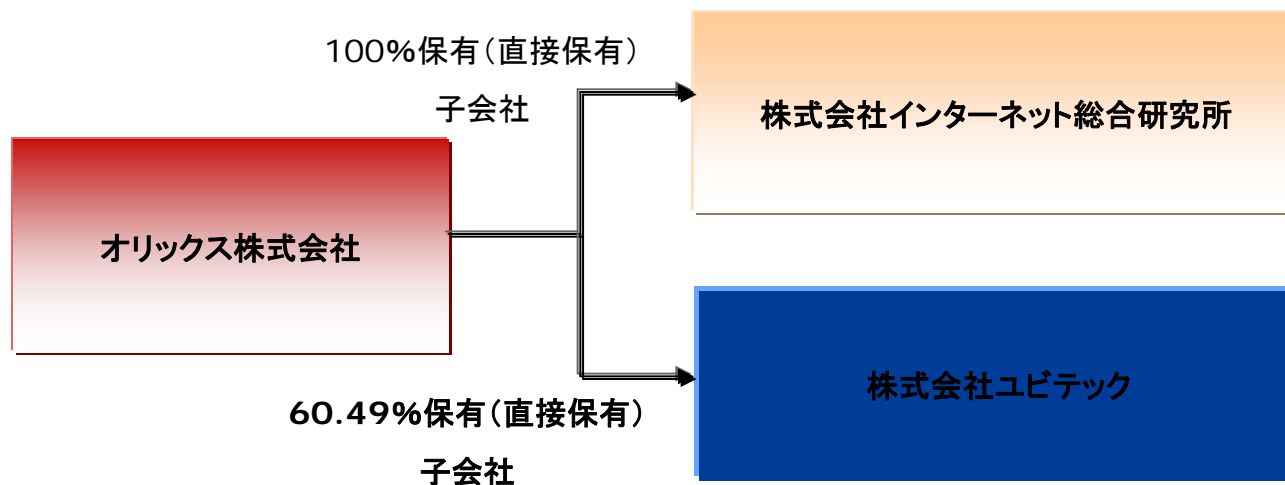 100%保有(直接保有)
子会社
株式会社インターネット総合研究所
オリックス株式会社
株式会社ユビテック
60.49%保有(直接保有)
子会社